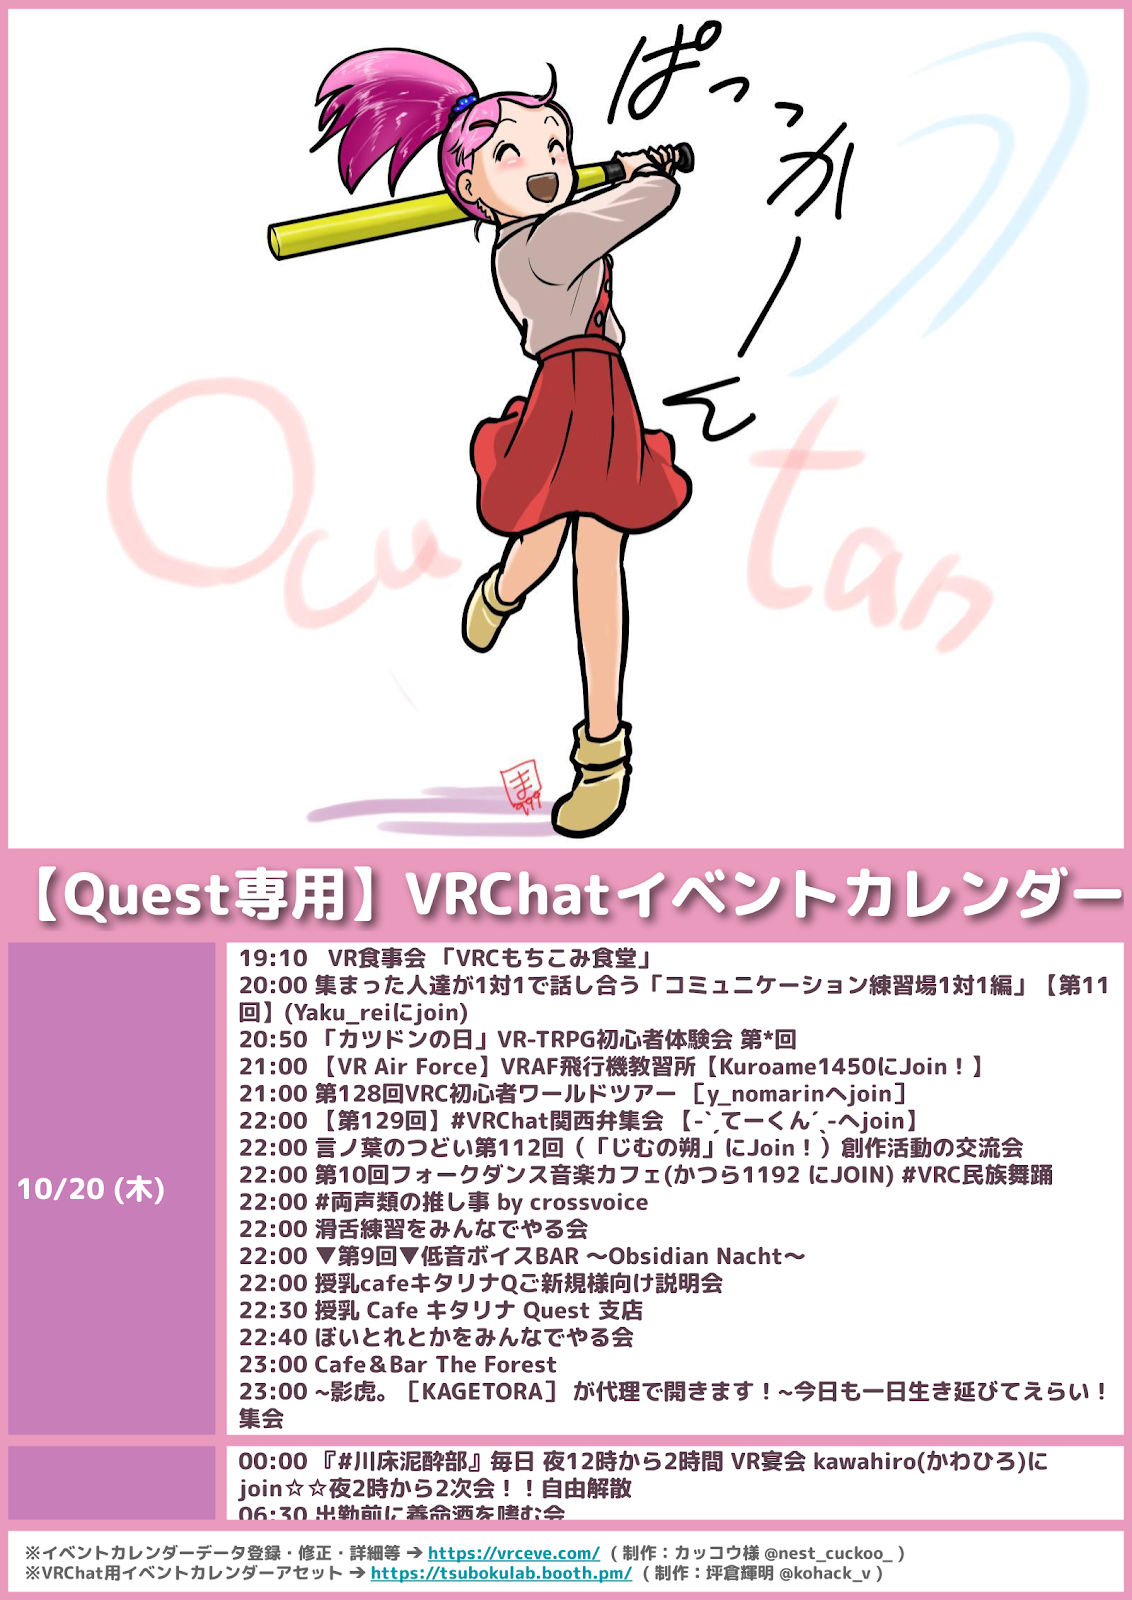 ぱっっかーん
Ocu tan
ま
999
【Quest専用】VRChatイベントカレンダー
10/20 (木)
19:10　VR食事会 「VRCもちこみ食堂」
20:00 集まった人達が1対1で話し合う「コミュニケーション練習場1対1編」【第11
回】(Yaku_reiにjoin)
20:50 「カツドンの日」VR-TRPG初心者体験会 第*回
21:00 【VR Air Force】VRAF飛行機教習所【Kuroame1450にJoin！】
21:00 第128回VRC初心者ワールドツアー ［y_nomarinへjoin］
22:00 【第129回】#VRChat関西弁集会 【-`ˏてーくん´ˎ-へjoin】
22:00 言ノ葉のつどい第112回（「じむの朔」にJoin！）創作活動の交流会
22:00 第10回フォークダンス音楽カフェ(かつら1192 にJOIN) #VRC民族舞踊
22:00 #両声類の推し事 by crossvoice
22:00 滑舌練習をみんなでやる会
22:00 ▼第9回▼低音ボイスBAR 〜Obsidian Nacht〜
22:00 授乳cafeキタリナQご新規様向け説明会
22:30 授乳 Cafe キタリナ Quest 支店
22:40 ぼいとれとかをみんなでやる会
23:00 Cafe＆Bar The Forest
23:00 ~影虎。［KAGETORA］ が代理で開きます！~今日も一日生き延びてえらい！
集会
00:00 『#川床泥酔部』毎日 夜12時から2時間 VR宴会 kawahiro(かわひろ)に
join☆☆夜2時から2次会！！自由解散
06:30 出勤前に養命酒を嗜む会
※イベントカレンダーデータ登録・修正・詳細等 ➔ https://vrceve.com/ ( 制作：カッコウ様 @nest_cuckoo_ )
※VRChat用イベントカレンダーアセット ➔ https://tsubokulab.booth.pm/ ( 制作：坪倉輝明 @kohack_v )